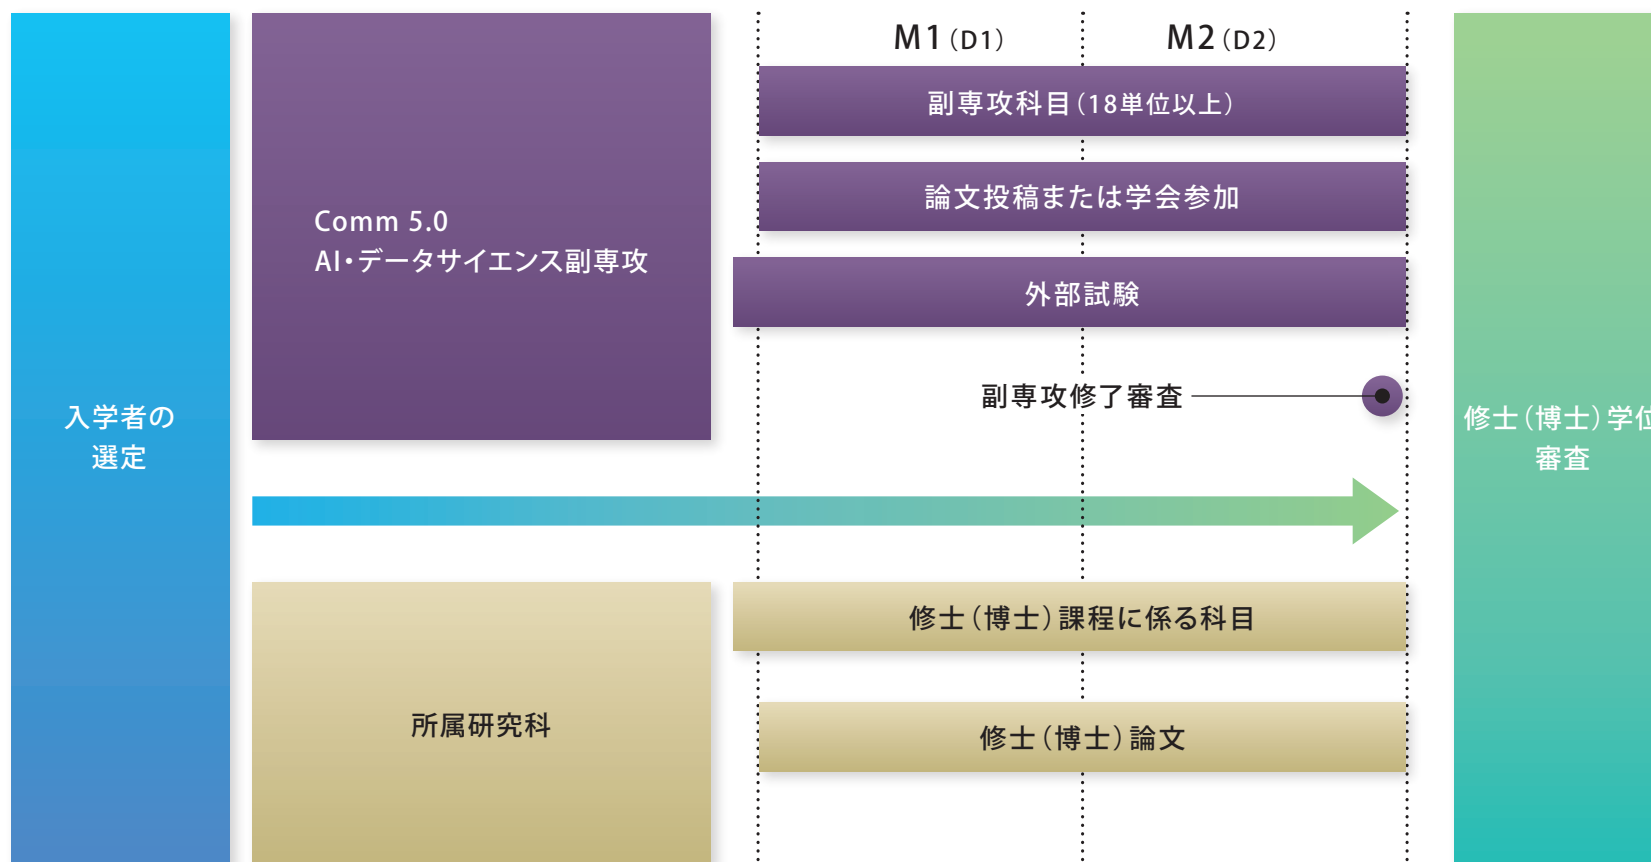 入学者の
選定
Comm 5.0
AI・データサイエンス副専攻
M1(D1)
M2(D2)
副専攻科目(18単位以上)
論文投稿または学会参加
外部試験
副専攻修了審査
所属研究科
修士(博士)課程に係る科目
修士(博士)論文
修士(博士)学位
審査